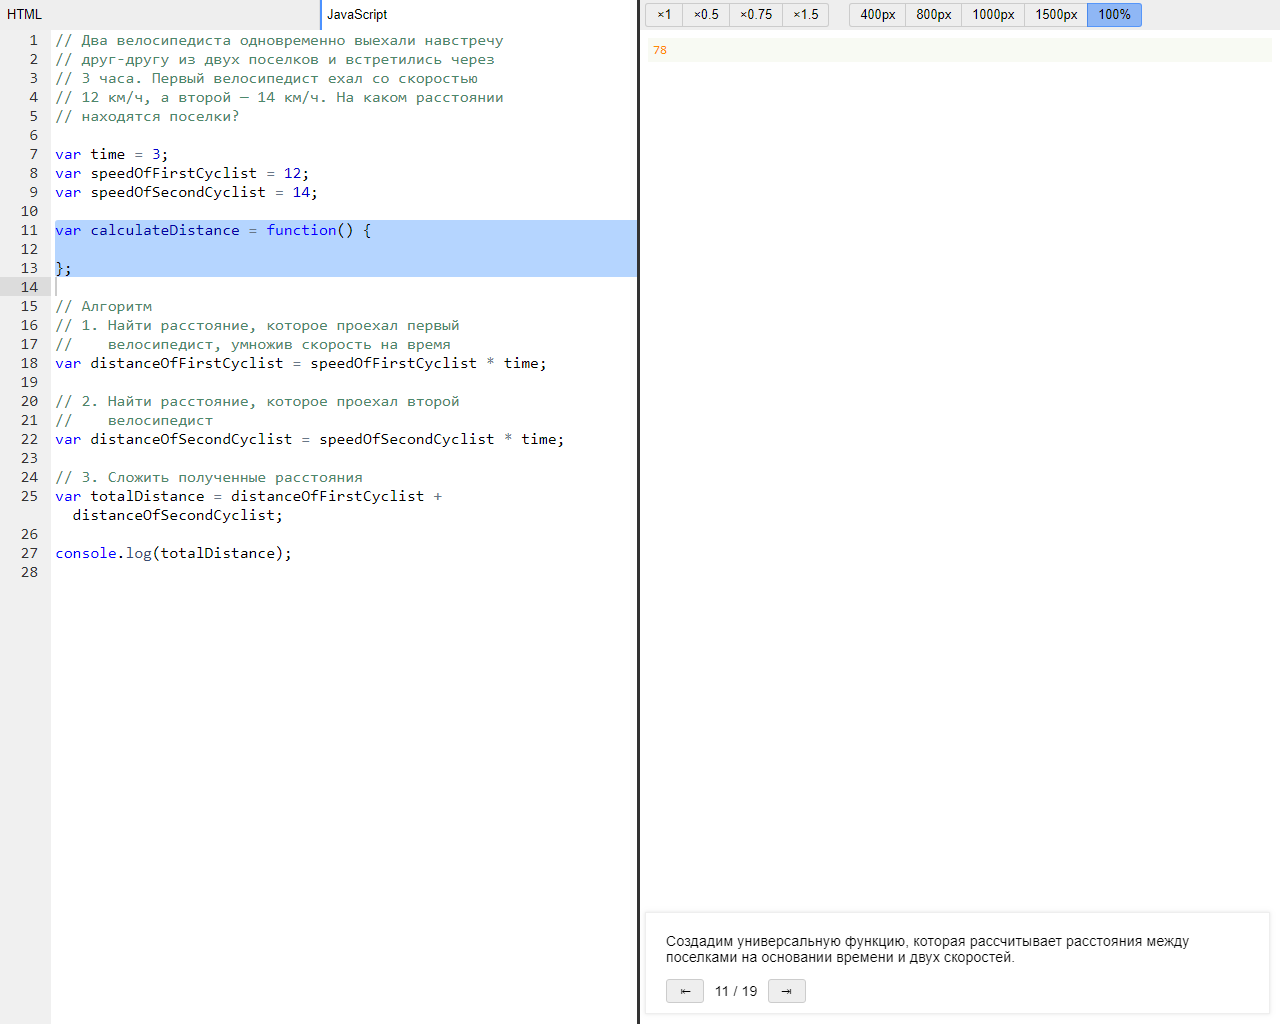 HTML
JavaScript
1 // Два велосипедиста одновременно выехали навстречу
2 // друг-другу из двух поселков и встретились через
3 // 3 часа. Первый велосипедист ехал со скоростью
4 // 12 км/ч, а второй — 14 км/ч. На каком расстоянии
5 // находятся поселки?
6
7 var time = 3;
8 var speedOfFirstCyclist = 12;
9 var speedOfSecondCyclist = 14;
10
11 var calculateDistance = function() {
12
13 };
14
15 // Алгоритм
16 // 1. Найти расстояние, которое проехал первый
17 //    велосипедист, умножив скорость на время
18 var distanceOfFirstCyclist = speedOfFirstCyclist * time;
19
20 // 2. Найти расстояние, которое проехал второй
21 //    велосипедист
22 var distanceOfSecondCyclist = speedOfSecondCyclist * time;
23
24 // 3. Сложить полученные расстояния
25 var totalDistance = distanceOfFirstCyclist +
distanceOfSecondCyclist;
26
27 console.log(totalDistance);
28
×1 ×0.5 ×0.75 ×1.5 400px 800px 1000px 1500px 100%
78
Создадим универсальную функцию, которая рассчитывает расстояния между
поселками на основании времени и двух скоростей.
⇤ 11 / 19 ⇥